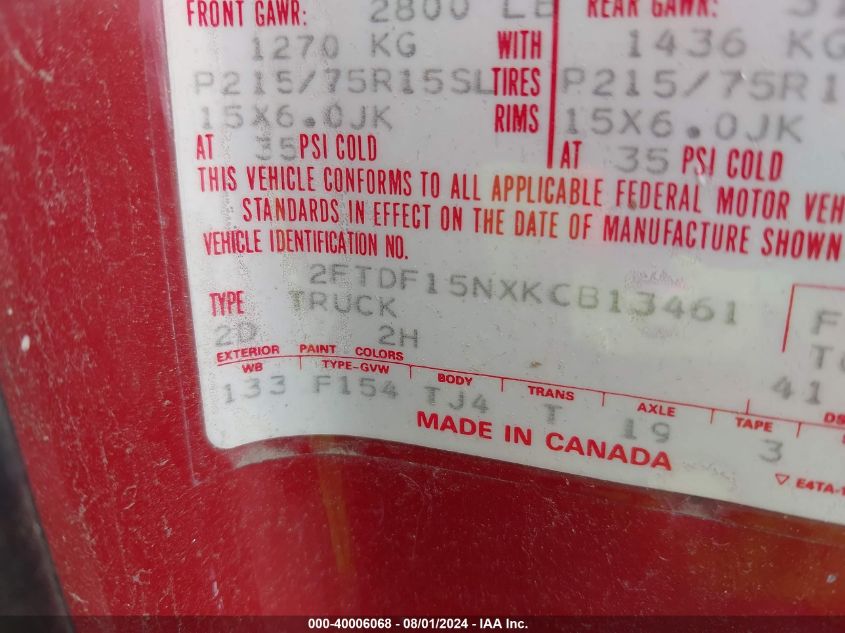 FRONT GAWR: 2800 LB REAR GAWR:
1270 KG WITH 1436 KG
P215/75R15SL TIRES P215/75R1
15X6.0JK RIMS 15X6.0JK
AT 35 PSI COLD AT 35 PSI COLD
THIS VEHICLE CONFORMS TO ALL APPLICABLE FEDERAL MOTOR VEH
STANDARDS IN EFFECT ON THE DATE OF MANUFACTURE SHOWN
VEHICLE IDENTIFICATION NO.
2FTDF15NXKCB13461
TYPE TRUCK F
2D 2H
EXTERIOR PAINT COLORS 41
WB TYPE-GVW BODY TRANS AXLE TAPE
133 F154 TJ4 T 19 3
MADE IN CANADA
E4TA-1
000-40006068 - 08/01/2024 - IAA Inc.